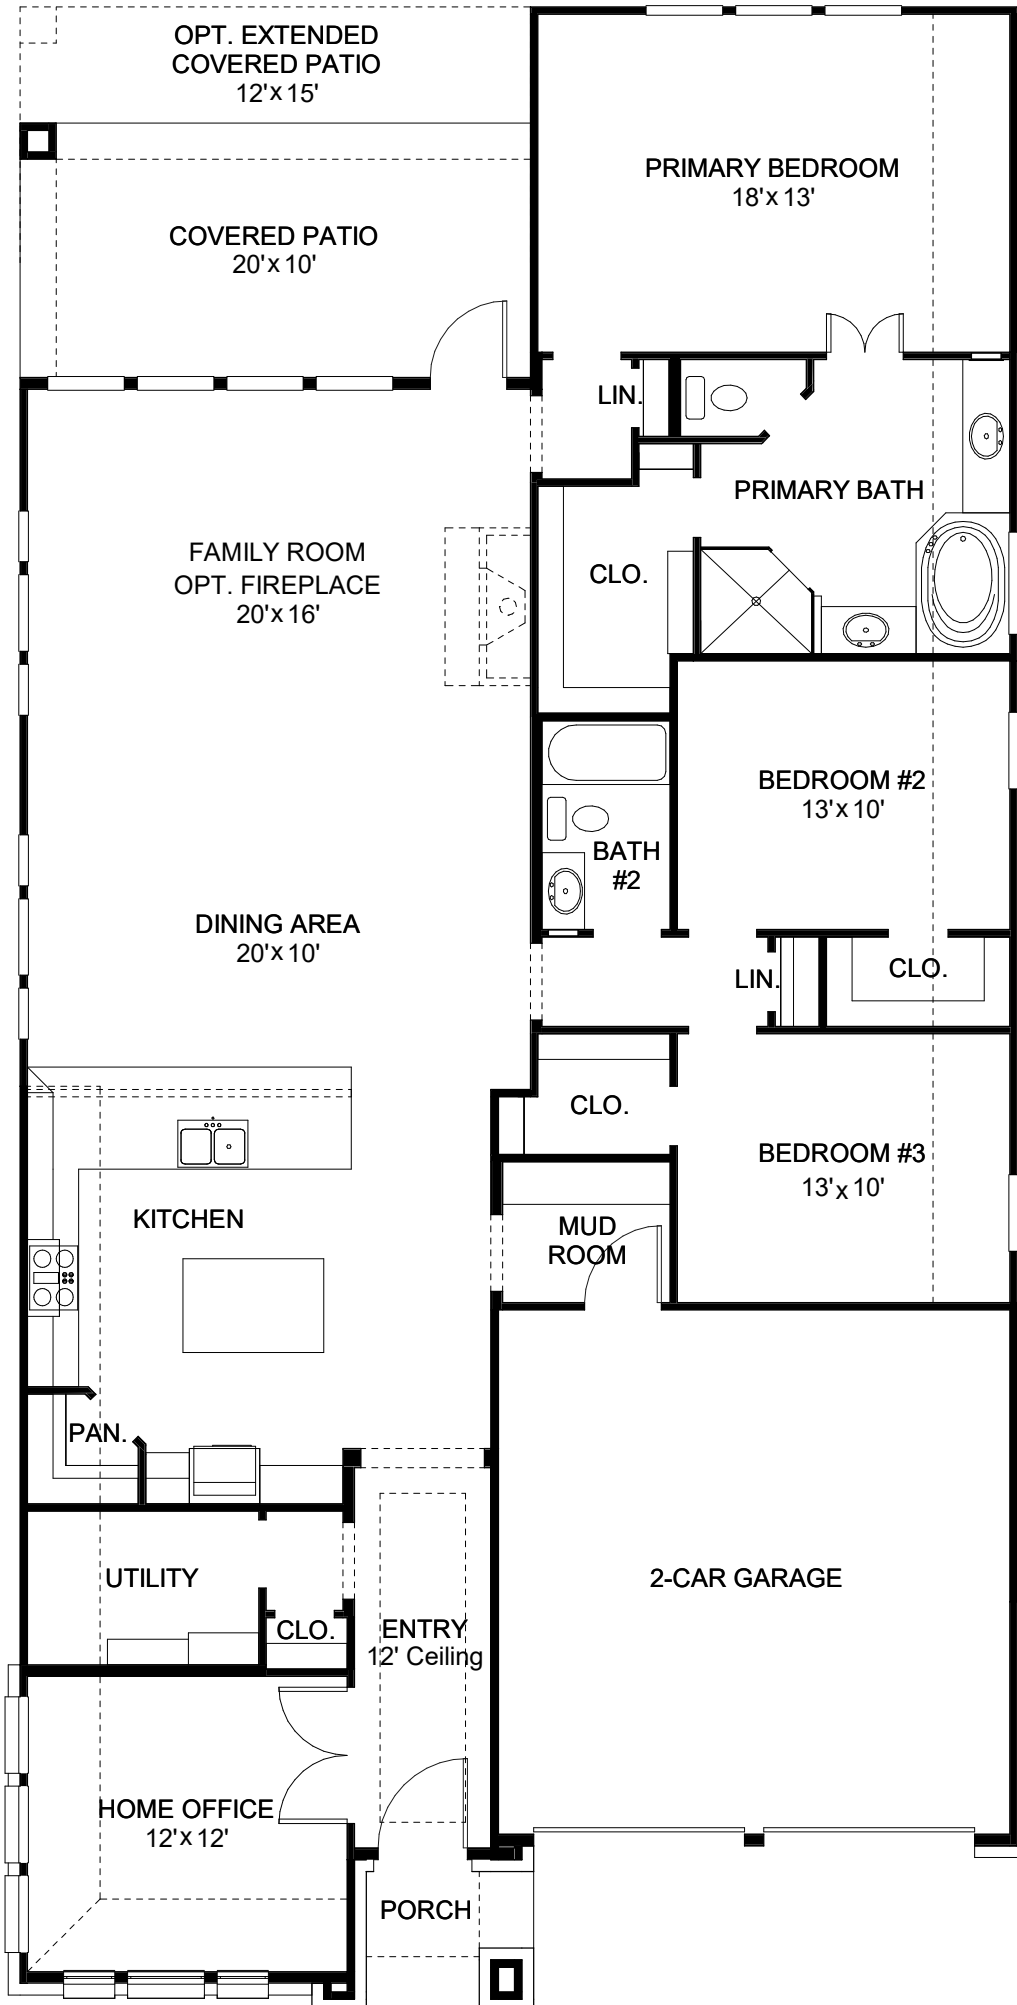 OPT. EXTENDED
COVERED PATIO
12'x 15'
PRIMARY BEDROOM
18'x 13'
COVERED PATIO
20'x 10'
LIN.
PRIMARY BATH
FAMILY ROOM
OPT. FIREPLACE
20'x 16'
CLO.
BEDROOM #2
13'x 10'
BATH
#2
DINING AREA
20'x 10'
LIN.
CLO.
CLO.
BEDROOM #3
13'x 10'
KITCHEN
MUD
ROOM
PAN.
UTILITY
2-CAR GARAGE
CLO.
ENTRY
12' Ceiling
HOME OFFICE
12'x 12'
PORCH